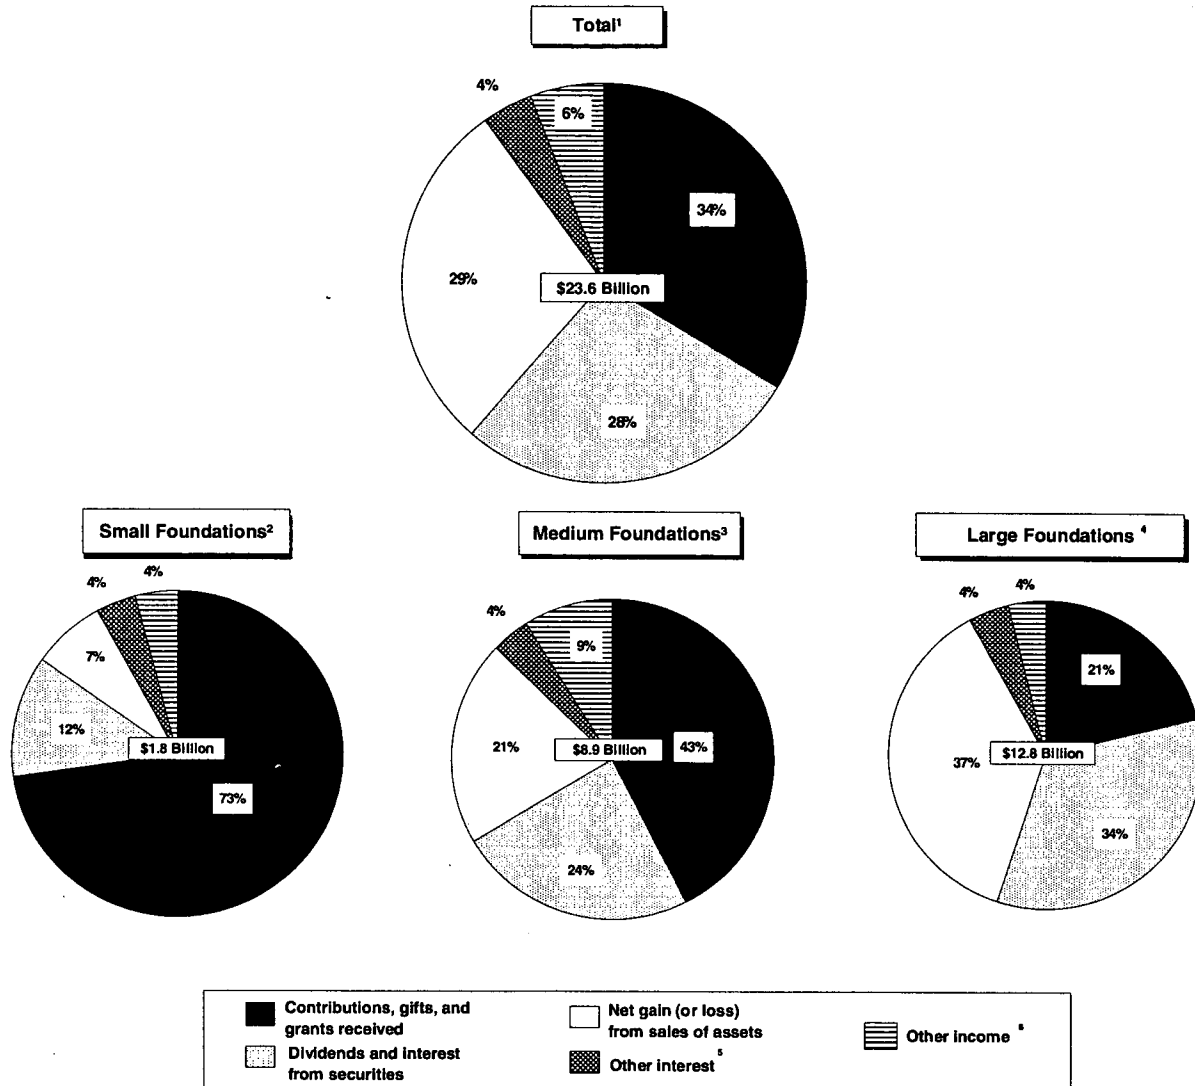 Total¹
4%
6%
34%
29%
$23.6 Billion
28%
Small Foundations²
Medium Foundations³
Large Foundations ⁴
4%
4%
7%
12%
$1.8 Billion
73%
4%
9%
21%
$8.9 Billion
43%
24%
4%
4%
21%
37%
$12.8 Billion
34%
Contributions, gifts, and
grants received
Dividends and interest
from securities
Net gain (or loss)
from sales of assets
Other interest ⁵
Other income ⁶